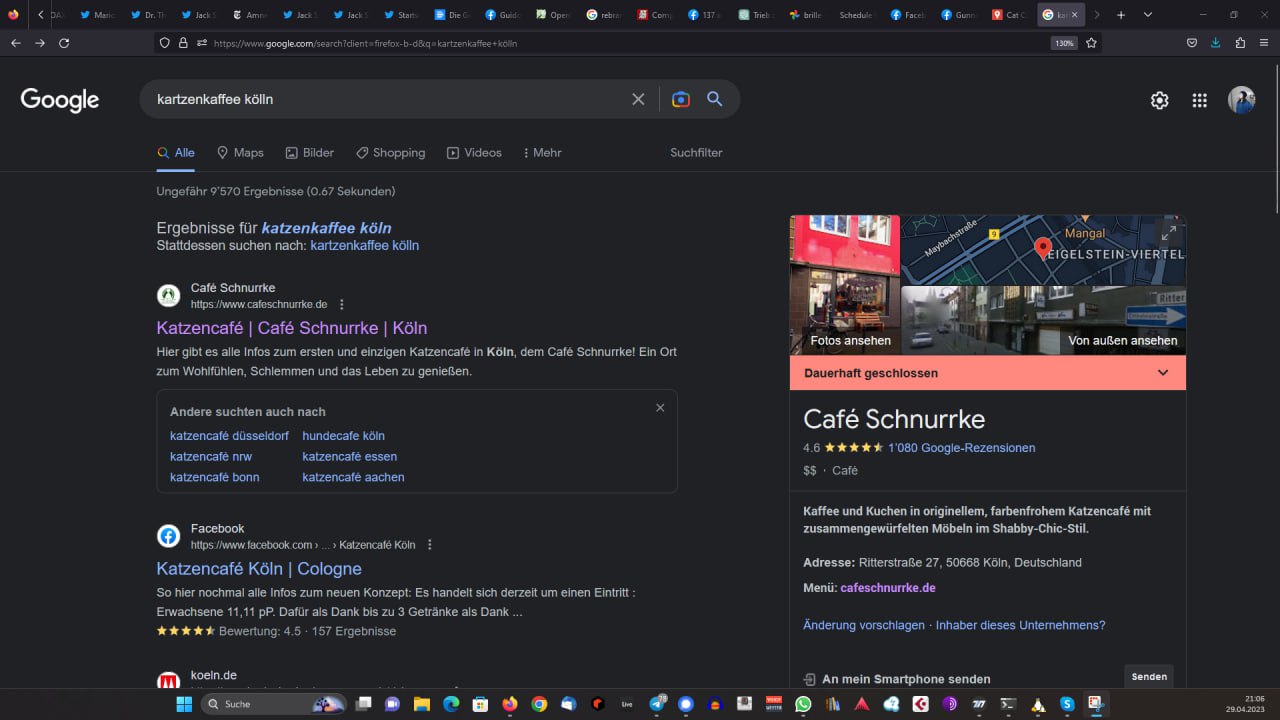 DAX
Mario
Dr. Th
Jack S
Amne
Jack S
Jack S
Starts
Die G
Guido
Open
rebran
Comp
137 
Trieb 
brille
Schedule
Faceb
Gunno
Cat C
kar
https://www.google.com/search?client=firefox-b-d&q=kartzenkaffee+kölln
130%
Google
kartzenkaffee kölln
Alle
Maps
Bilder
Shopping
Videos
Mehr
Suchfilter
Ungefähr 9'570 Ergebnisse (0.67 Sekunden)
Ergebnisse für katzenkaffee köln
Stattdessen suchen nach: kartzenkaffee kölln
Café Schnurrke
https://www.cafeschnurrke.de
Katzencafé | Café Schnurrke | Köln
Hier gibt es alle Infos zum ersten und einzigen Katzencafé in Köln, dem Café Schnurrke! Ein Ort
zum Wohlfühlen, Schlemmen und das Leben zu genießen.
Andere suchten auch nach
katzencafé düsseldorf hundecafe köln
katzencafé nrw katzencafé essen
katzencafé bonn katzencafé aachen
Facebook
https://www.facebook.com › ... › Katzencafé Köln
Katzencafé Köln | Cologne
So hier nochmal alle Infos zum neuen Konzept: Es handelt sich derzeit um einen Eintritt :
Erwachsene 11,11 pP. Dafür als Dank bis zu 3 Getränke als Dank ...
Bewertung: 4.5 · 157 Ergebnisse
koeln.de
Maybachstraße
9
Mangal
EIGELSTEIN-VIERTEL
Ritter
Fotos ansehen
Von außen ansehen
Dauerhaft geschlossen
Café Schnurrke
4.6 1'080 Google-Rezensionen
$$ · Café
Kaffee und Kuchen in originellem, farbenfrohem Katzencafé mit
zusammengewürfelten Möbeln im Shabby-Chic-Stil.
Adresse: Ritterstraße 27, 50668 Köln, Deutschland
Menü: cafeschnurrke.de
Änderung vorschlagen · Inhaber dieses Unternehmens?
An mein Smartphone senden
Senden
Suche
Live
21:06
29.04.2023